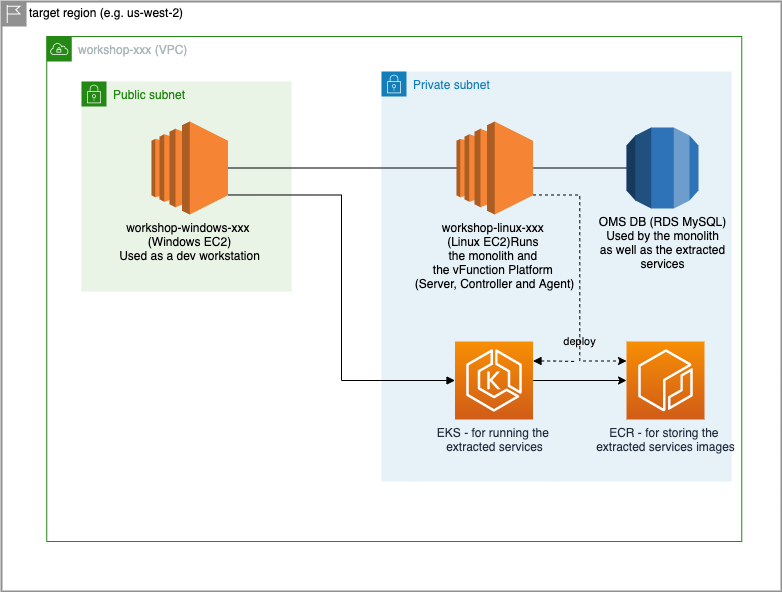 target region (e.g. us-west-2)
workshop-xxx (VPC)
Public subnet
Private subnet
workshop-windows-xxx
(Windows EC2)
Used as a dev workstation
workshop-linux-xxx
(Linux EC2)Runs
the monolith and
the vFunction Platform
(Server, Controller and Agent)
OMS DB (RDS MySQL)
Used by the monolith
as well as the extracted
services
deploy
K
EKS - for running the
extracted services
ECR - for storing the
extracted services images